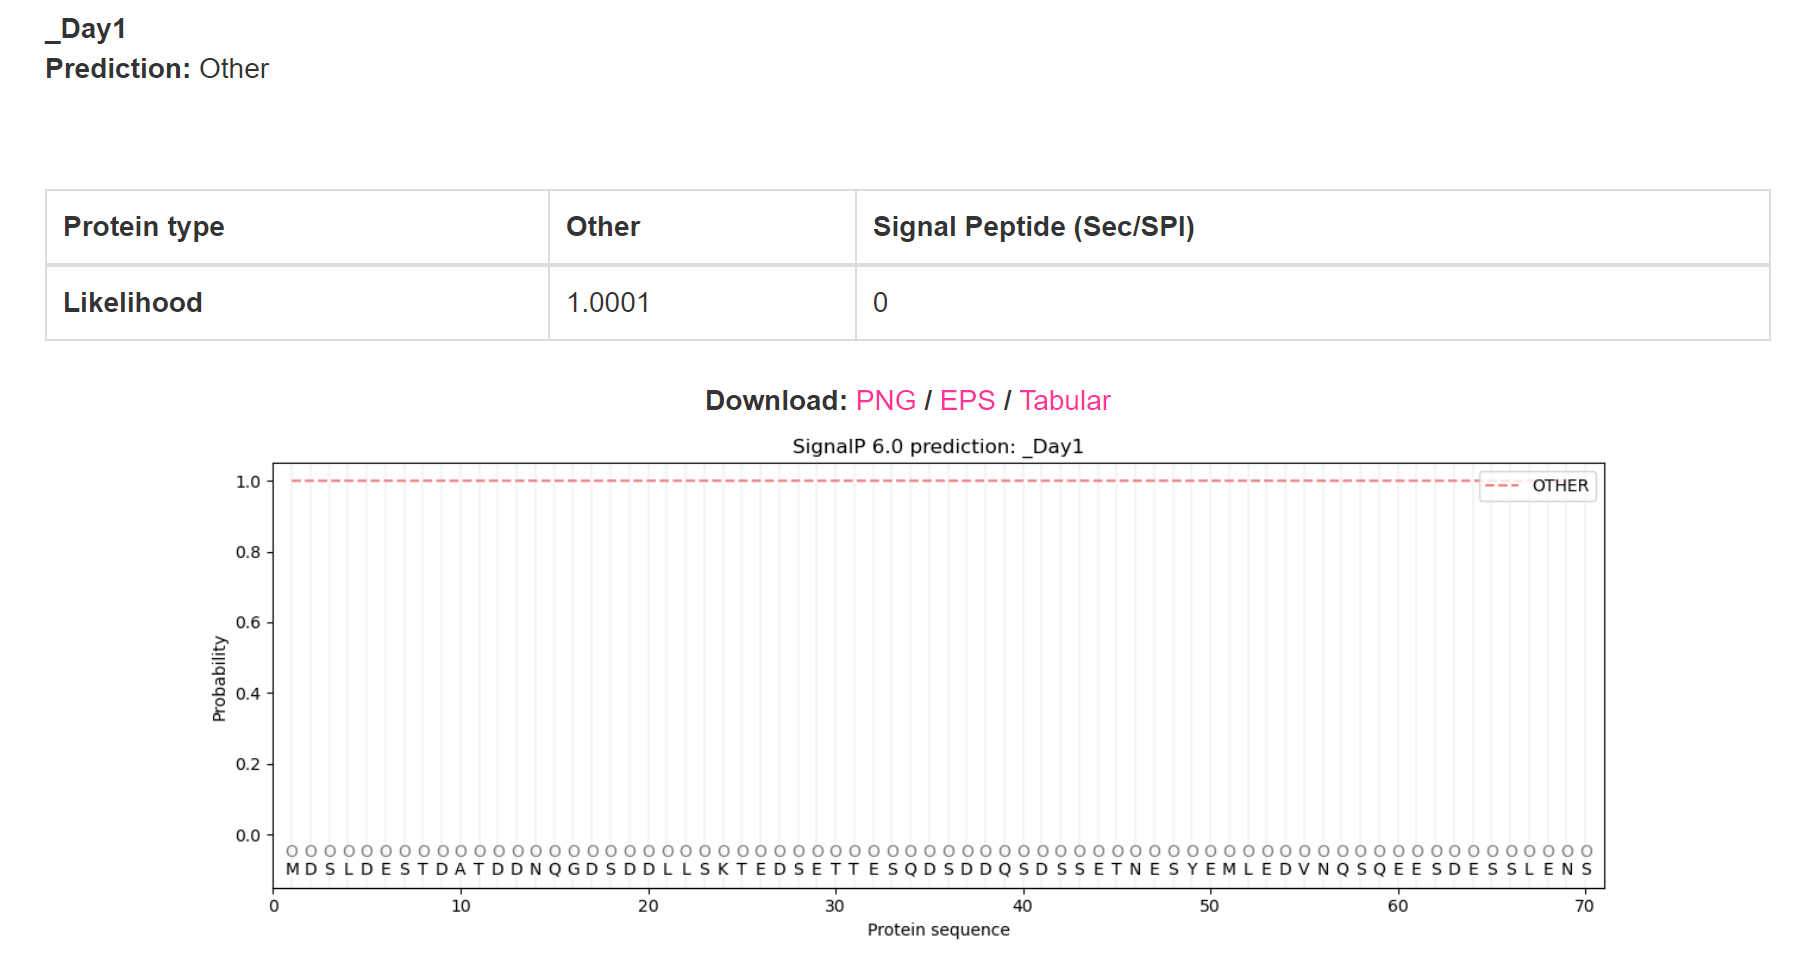 _Day1
Prediction: Other
Protein type Other Signal Peptide (Sec/SPI)
Likelihood 1.0001 0
Download: PNG / EPS / Tabular
SignalP 6.0 prediction: _Day1
OTHER
1.0
0.8
0.6
0.4
0.2
0.0
Probability
O O O O O O O O O O O O O O O O O O O O O O O O O O O O O O O O O O O O O O O O O O O O O O O O O O O O O O O O O O O O O O O O O O O O O O
M D S L D E S T D A T D D N Q G D S D D L L S K T E D S E T T E S Q D S D D Q S D S S E T N E S Y E M L E D V N Q S Q E E S D E S S L E N S
0 10 20 30 40 50 60 70
Protein sequence